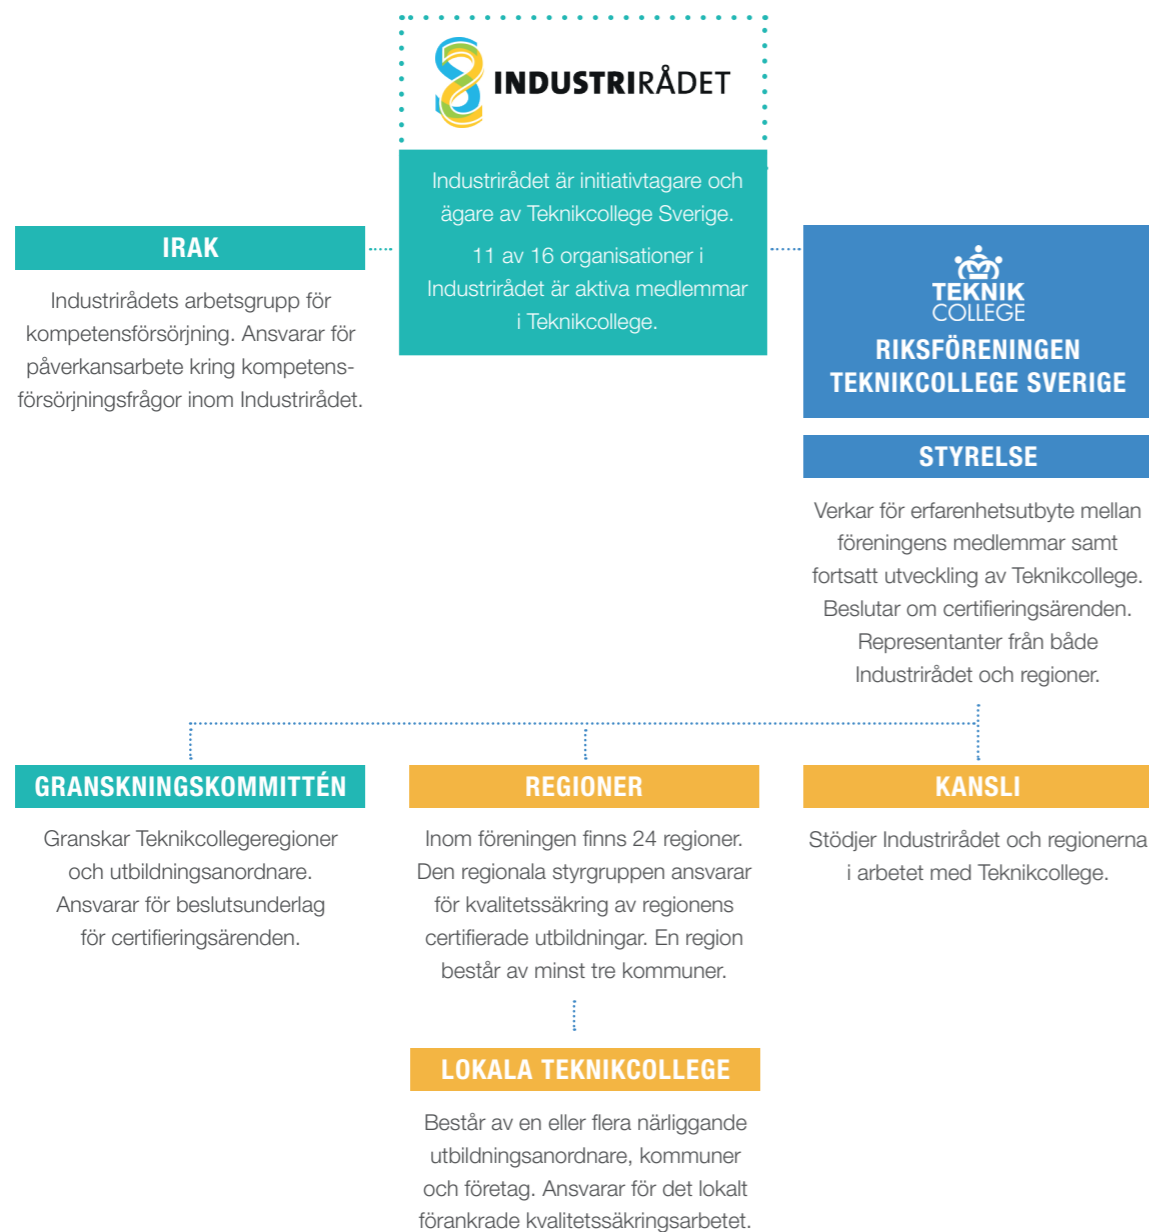 INDUSTRIRÅDET
Industrirådet är initiativtagare och
ägare av Teknikcollege Sverige.
11 av 16 organisationer i
Industrirådet är aktiva medlemmar
i Teknikcollege.
IRAK
Industrirådets arbetsgrupp för
kompetensförsörjning. Ansvarar för
påverkansarbete kring kompetens-
försörjningsfrågor inom Industrirådet.
TEKNIK
COLLEGE
RIKSFÖRENINGEN
TEKNIKCOLLEGE SVERIGE
STYRELSE
Verkar för erfarenhetsutbyte mellan
föreningens medlemmar samt
fortsatt utveckling av Teknikcollege.
Beslutar om certifieringsärenden.
Representanter från både
Industrirådet och regioner.
GRANSKNINGSKOMMITTÉN
Granskar Teknikcollegeregioner
och utbildningsanordnare.
Ansvarar för beslutsunderlag
för certifieringsärenden.
REGIONER
Inom föreningen finns 24 regioner.
Den regionala styrgruppen ansvarar
för kvalitetssäkring av regionens
certifierade utbildningar. En region
består av minst tre kommuner.
KANSLI
Stödjer Industrirådet och regionerna
i arbetet med Teknikcollege.
LOKALA TEKNIKCOLLEGE
Består av en eller flera närliggande
utbildningsanordnare, kommuner
och företag. Ansvarar för det lokalt
förankrade kvalitetssäkringsarbetet.